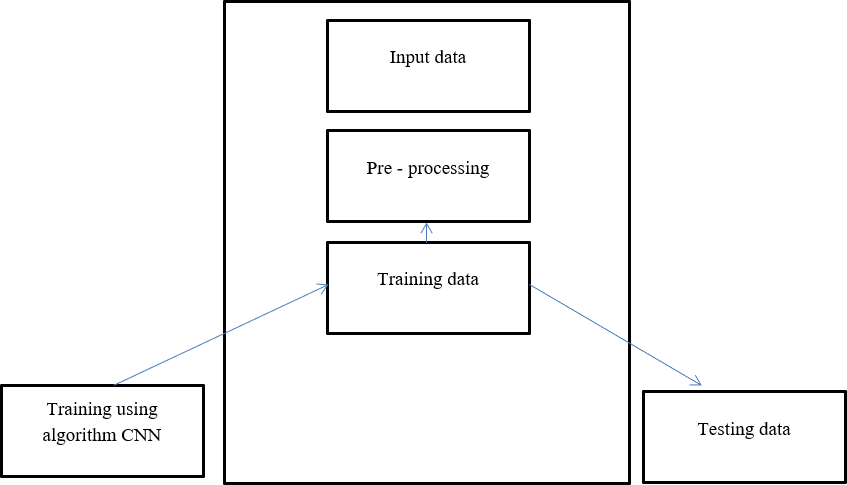 Input data
Pre - processing
Training data
Training using
algorithm CNN
Testing data